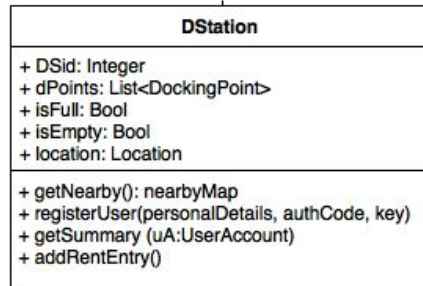 DStation
+ DSid: Integer
+ dPoints: List<DockingPoint>
+ isFull: Bool
+ isEmpty: Bool
+ location: Location
+ getNearby(): nearbyMap
+ registerUser(personalDetails, authCode, key)
+ getSummary (uA:UserAccount)
+ addRentEntry()